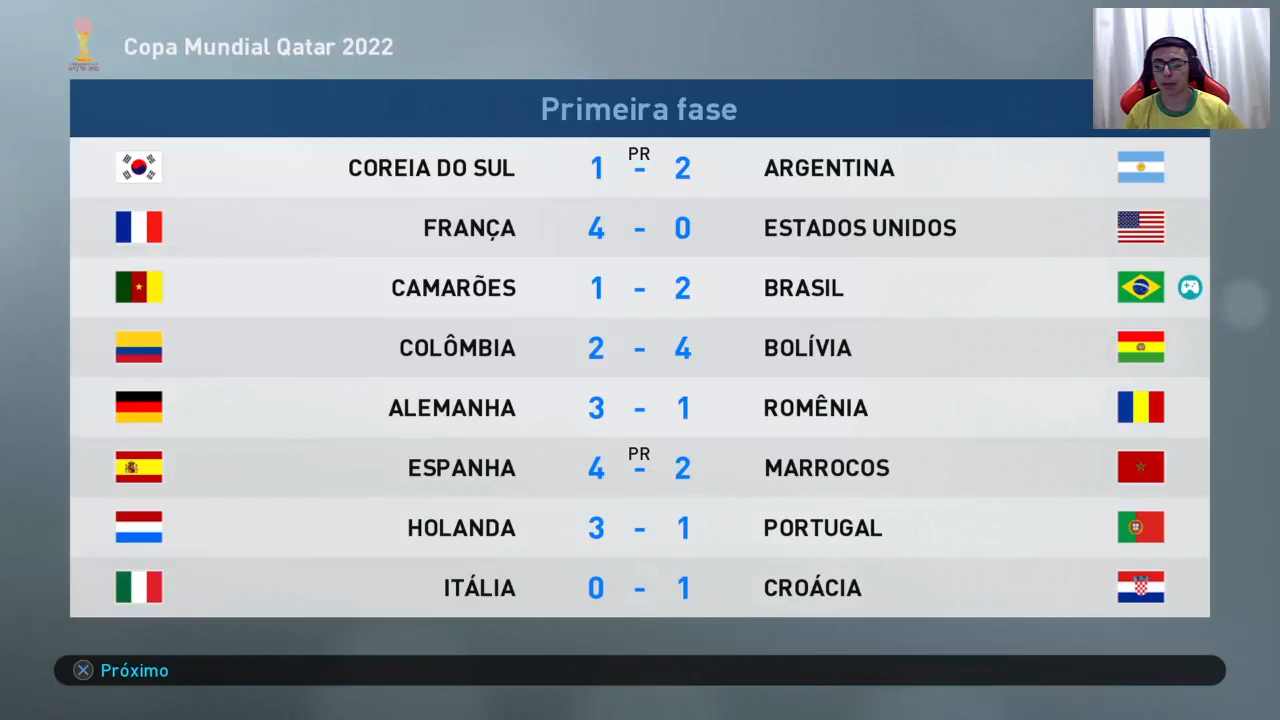 Copa Mundial Qatar 2022
Primeira fase
COREIA DO SUL 1 PR - 2 ARGENTINA
FRANÇA 4 - 0 ESTADOS UNIDOS
CAMARÕES 1 - 2 BRASIL
COLÔMBIA 2 - 4 BOLÍVIA
ALEMANHA 3 - 1 ROMÊNIA
ESPANHA 4 PR - 2 MARROCOS
HOLANDA 3 - 1 PORTUGAL
ITÁLIA 0 - 1 CROÁCIA
Próximo